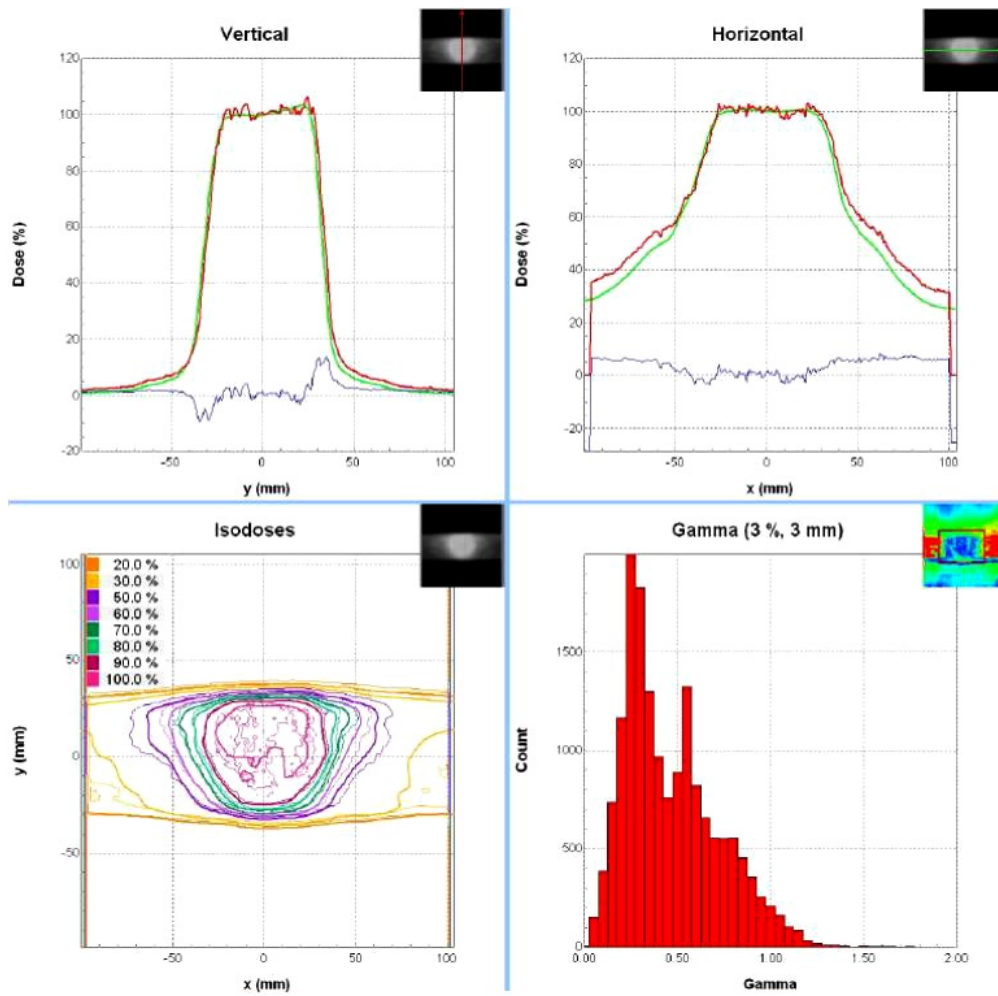 Vertical
120
100
80
60
40
20
0
-20
-50 0 50 100
Dose (%)
y (mm)
Horizontal
120
100
80
60
40
20
0
-20
-50 0 50 100
Dose (%)
x (mm)
Isodoses
100
50
0
-50
20.0 %
30.0 %
50.0 %
60.0 %
70.0 %
80.0 %
90.0 %
100.0 %
-50 0 50 100
y (mm)
x (mm)
Gamma (3 %, 3 mm)
1500
1000
500
0
0.00 0.50 1.00 1.50 2.00
Count
Gamma